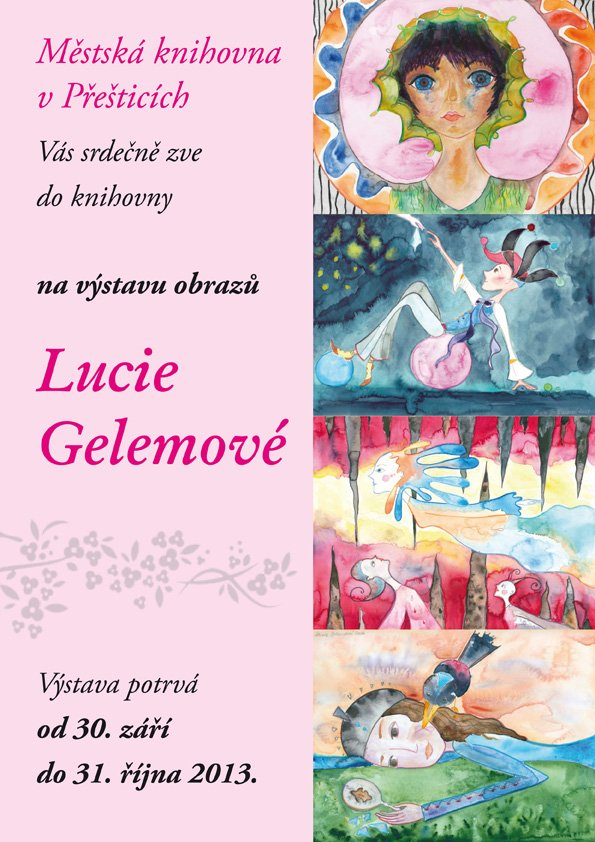 Městská knihovna
v Přešticích
Vás srdečně zve
do knihovny
na výstavu obrazů
Lucie
Gelemové
Výstava potrvá
od 30. září
do 31. října 2013.